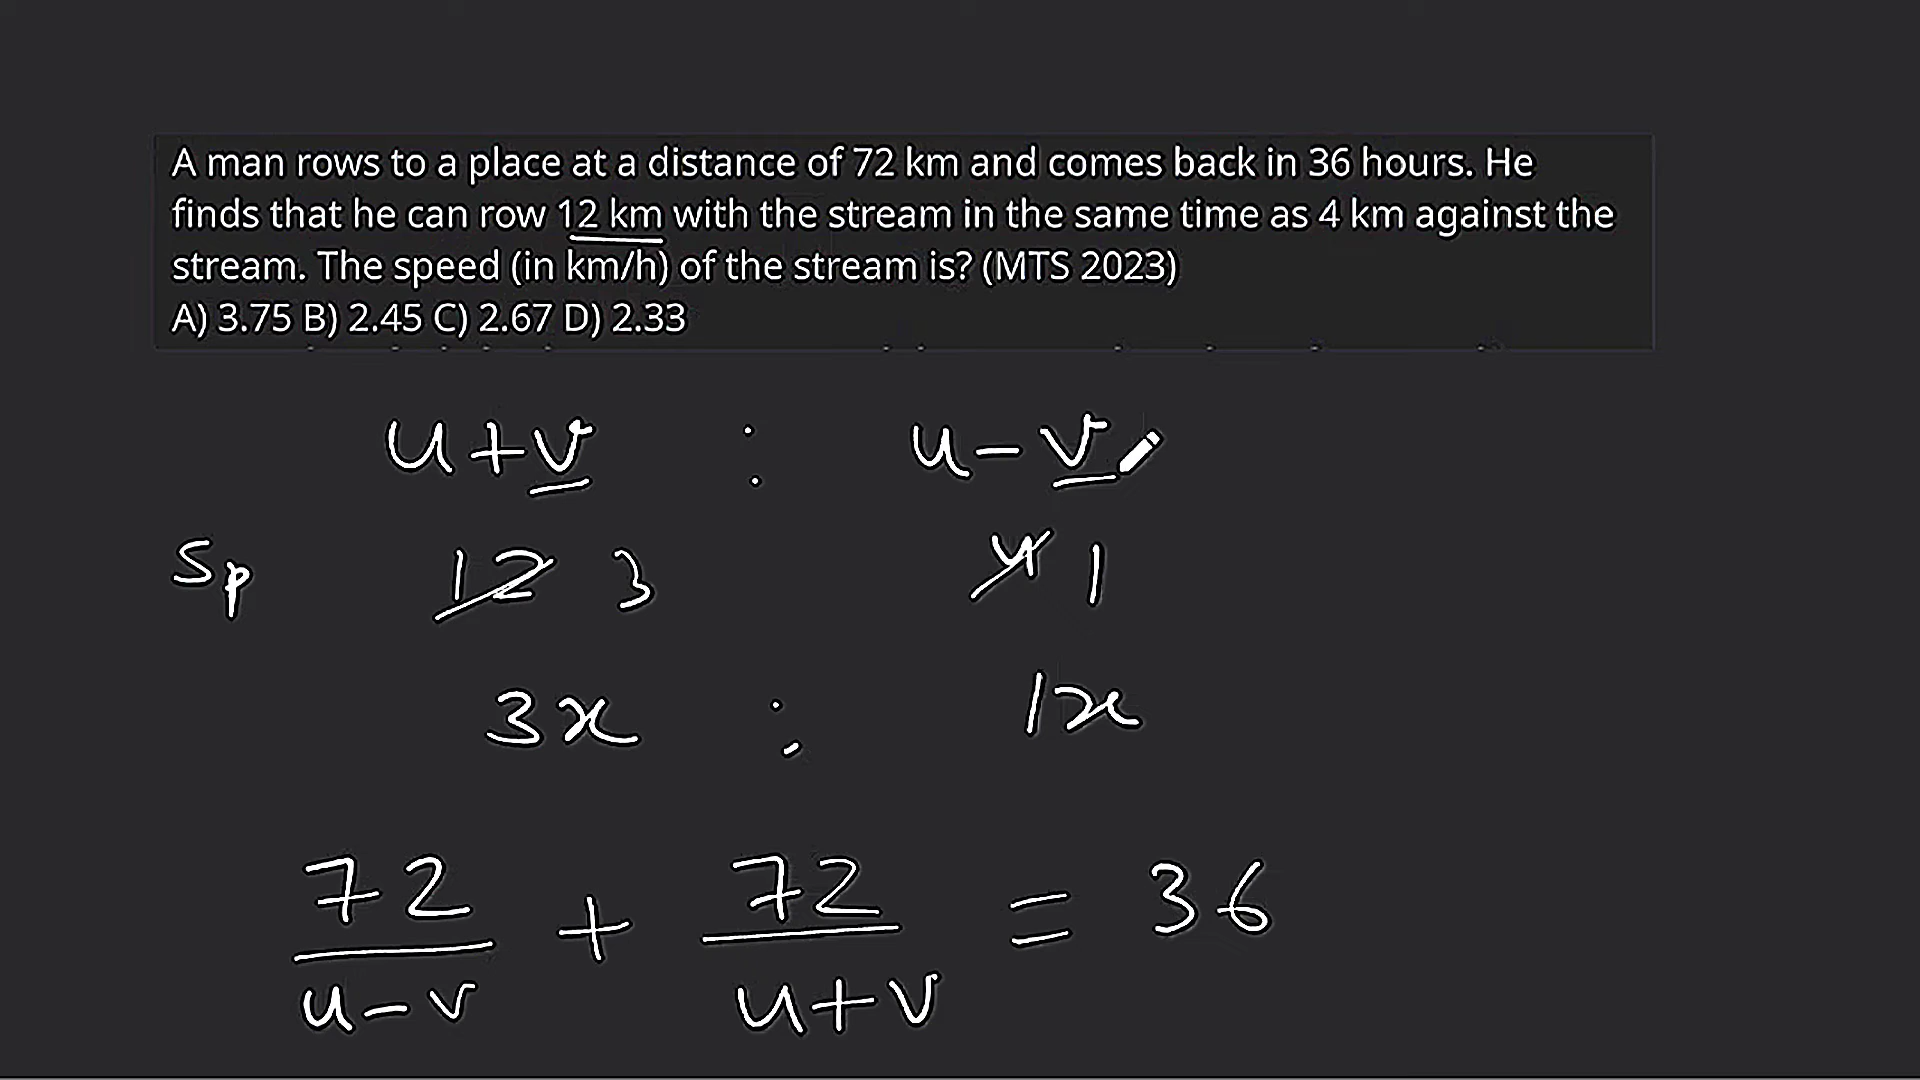 A man rows to a place at a distance of 72 km and comes back in 36 hours. He
finds that he can row 12 km with the stream in the same time as 4 km against the
stream. The speed (in km/h) of the stream is? (MTS 2023)
A) 3.75 B) 2.45 C) 2.67 D) 2.33
u+v : u-v
Sp 12 3 4 1
3x : 1x
72/u-v + 72/u+v = 36